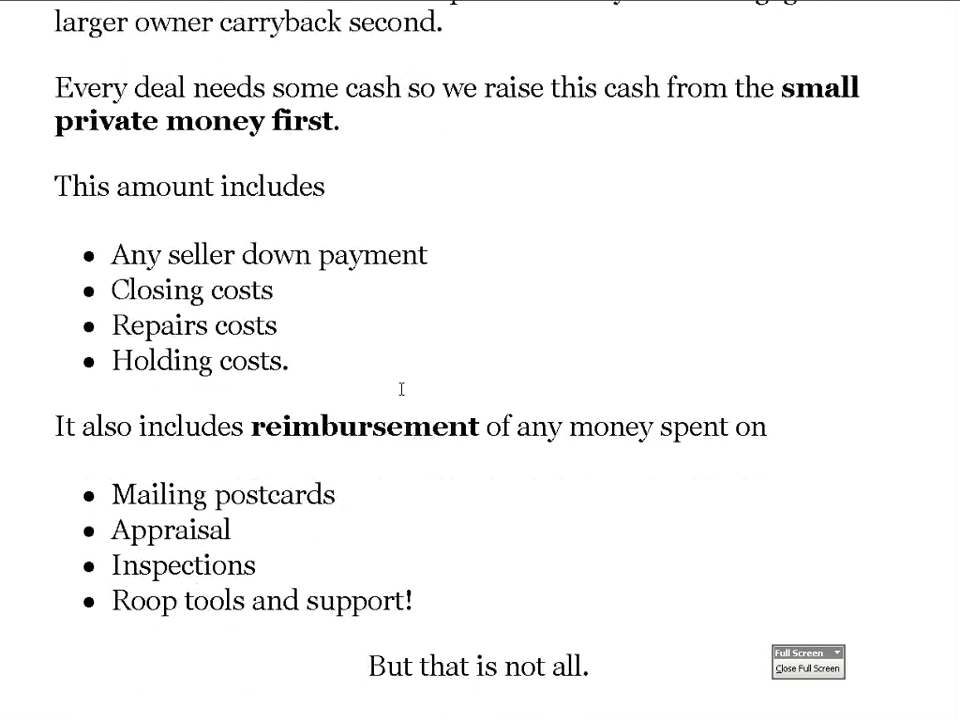 larger owner carryback second.
Every deal needs some cash so we raise this cash from the small
private money first.
This amount includes
• Any seller down payment
• Closing costs
• Repairs costs
• Holding costs.
It also includes reimbursement of any money spent on
• Mailing postcards
• Appraisal
• Inspections
• Roop tools and support!
But that is not all.
Full Screen
Close Full Screen